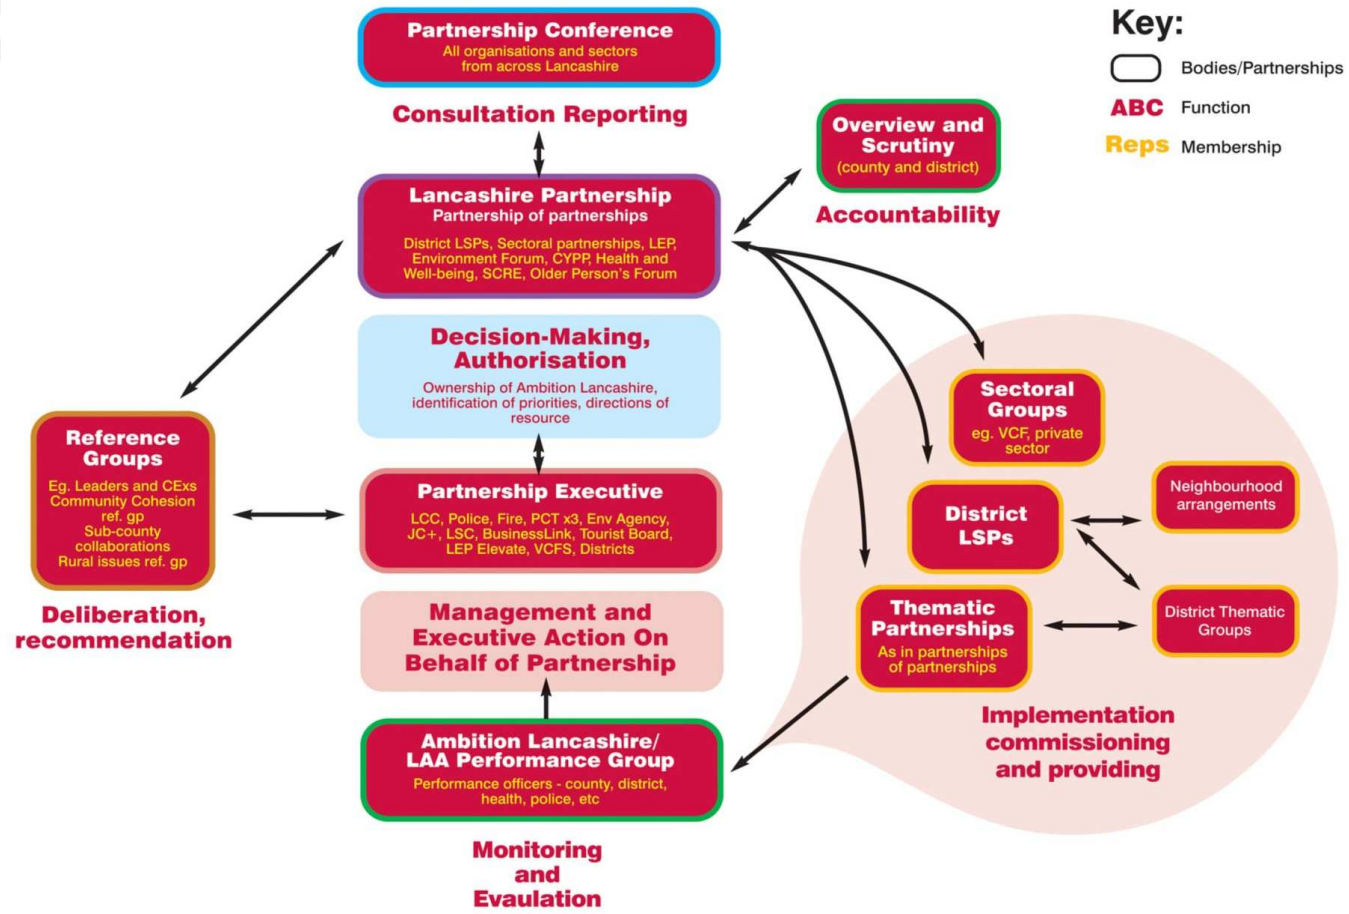 Partnership Conference
All organisations and sectors
from across Lancashire
Consultation Reporting
Lancashire Partnership
Partnership of partnerships
District LSPs, Sectoral partnerships, LEP,
Environment Forum, CYPP, Health and
Well-being, SCRE, Older Person's Forum
Decision-Making,
Authorisation
Ownership of Ambition Lancashire,
identification of priorities, directions of
resource
Partnership Executive
LCC, Police, Fire, PCT x3, Env Agency,
JC+, LSC, BusinessLink, Tourist Board,
LEP Elevate, VCFS, Districts
Management and
Executive Action On
Behalf of Partnership
Ambition Lancashire/
LAA Performance Group
Performance officers - county, district,
health, police, etc
Monitoring
and
Evaulation
Reference
Groups
Eg. Leaders and CExs
Community Cohesion
ref. gp
Sub-county
collaborations
Rural issues ref. gp
Deliberation,
recommendation
Overview and
Scrutiny
(county and district)
Accountability
Key:
Bodies/Partnerships
ABC Function
Reps Membership
Sectoral
Groups
eg. VCF, private
sector
District
LSPs
Neighbourhood
arrangements
Thematic
Partnerships
As in partnerships
of partnerships
District Thematic
Groups
Implementation
commissioning
and providing